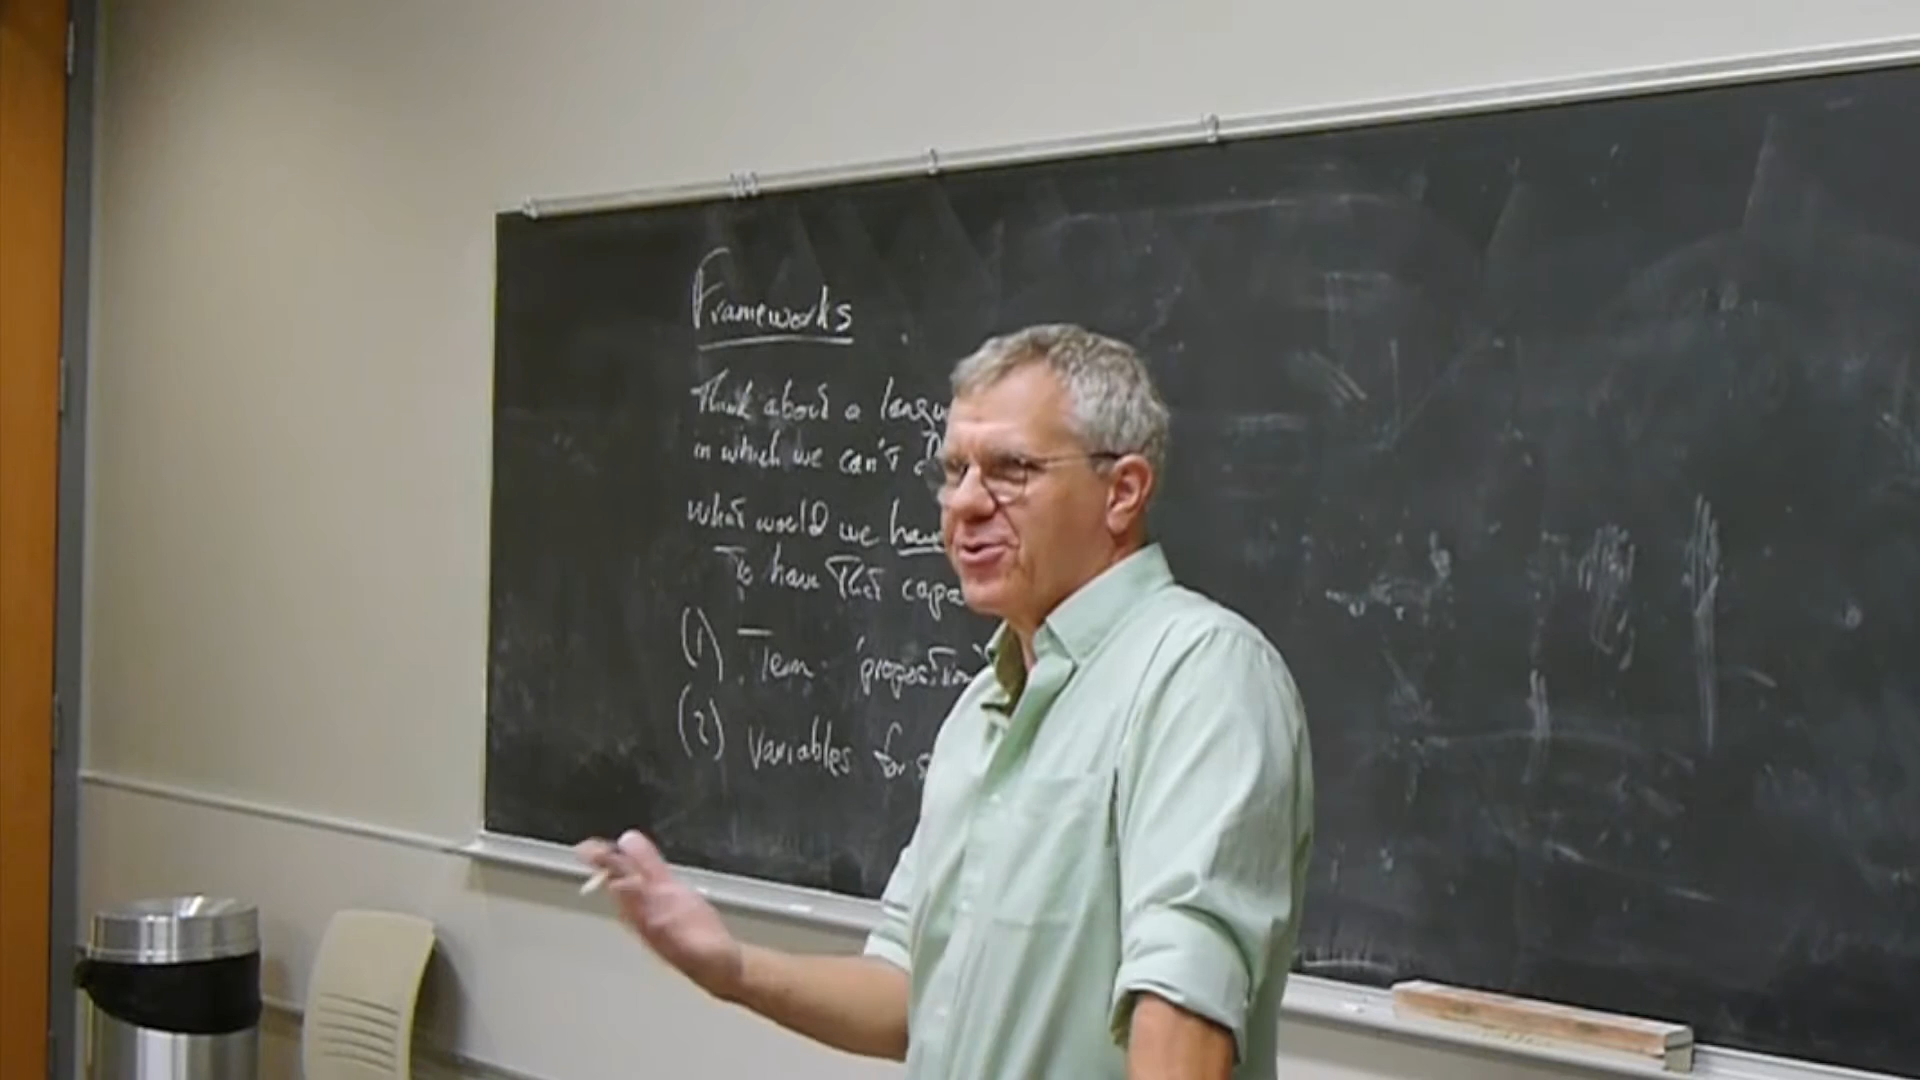 Frameworks
Think about a langu
in which we can't
what would we have
To have that capa
(1) Term: 'proposition'
(2) variables for s